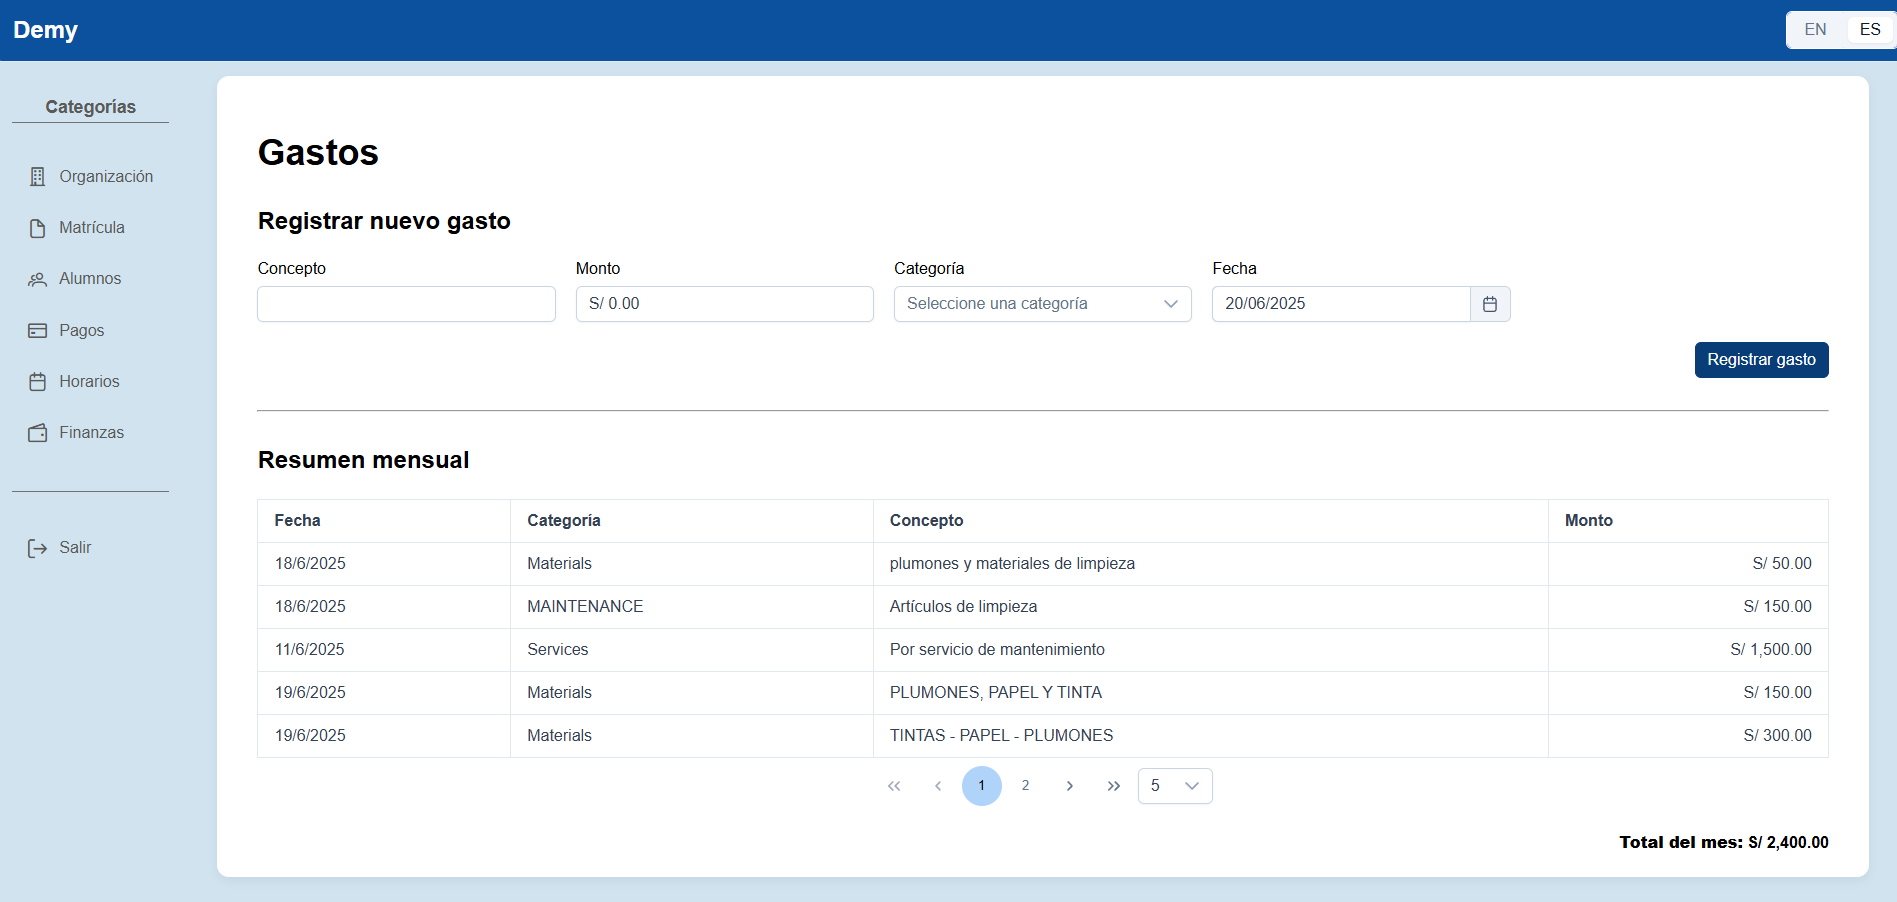 Demy
EN ES
Categorías
Organización
Matrícula
Alumnos
Pagos
Horarios
Finanzas
Salir
Gastos
Registrar nuevo gasto
Concepto Monto Categoría Fecha
S/ 0.00 Seleccione una categoría 20/06/2025
Registrar gasto
Resumen mensual
Fecha Categoría Concepto Monto
18/6/2025 Materials plumones y materiales de limpieza S/ 50.00
18/6/2025 MAINTENANCE Artículos de limpieza S/ 150.00
11/6/2025 Services Por servicio de mantenimiento S/ 1,500.00
19/6/2025 Materials PLUMONES, PAPEL Y TINTA S/ 150.00
19/6/2025 Materials TINTAS - PAPEL - PLUMONES S/ 300.00
1 2 5
Total del mes: S/ 2,400.00